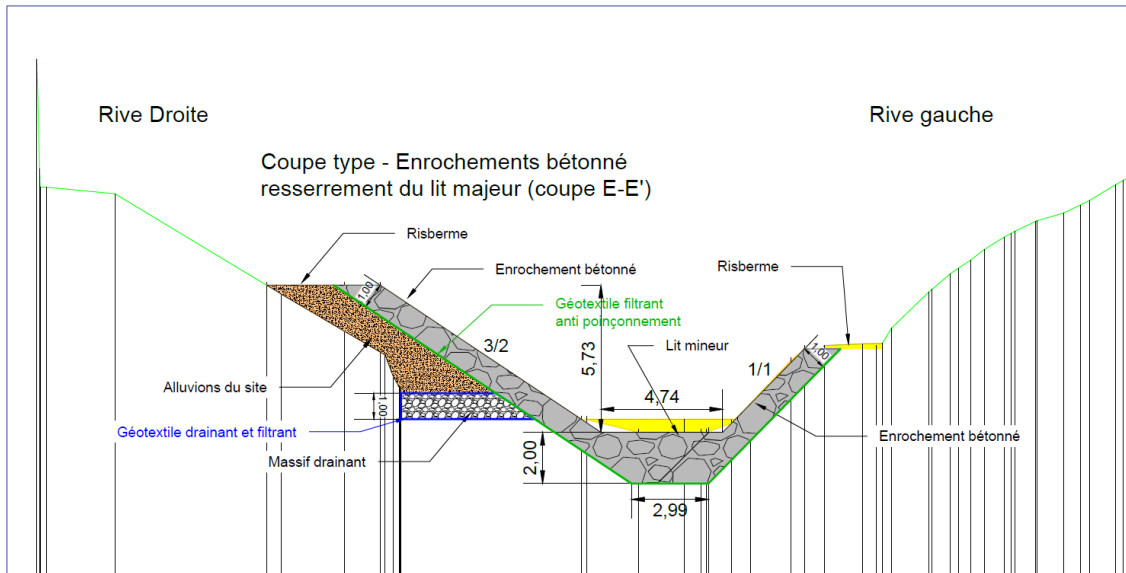 Rive Droite
Rive gauche
Coupe type - Enrochements bétonné
resserrement du lit majeur (coupe E-E')
Risberme
Enrochement bétonné
Risberme
1,00
Géotextile filtrant
anti poinçonnement
3/2
5,73
Lit mineur
1,00
1/1
Alluvions du site
4,74
1,00
Géotextile drainant et filtrant
Enrochement bétonné
Massif drainant
2,00
2,99